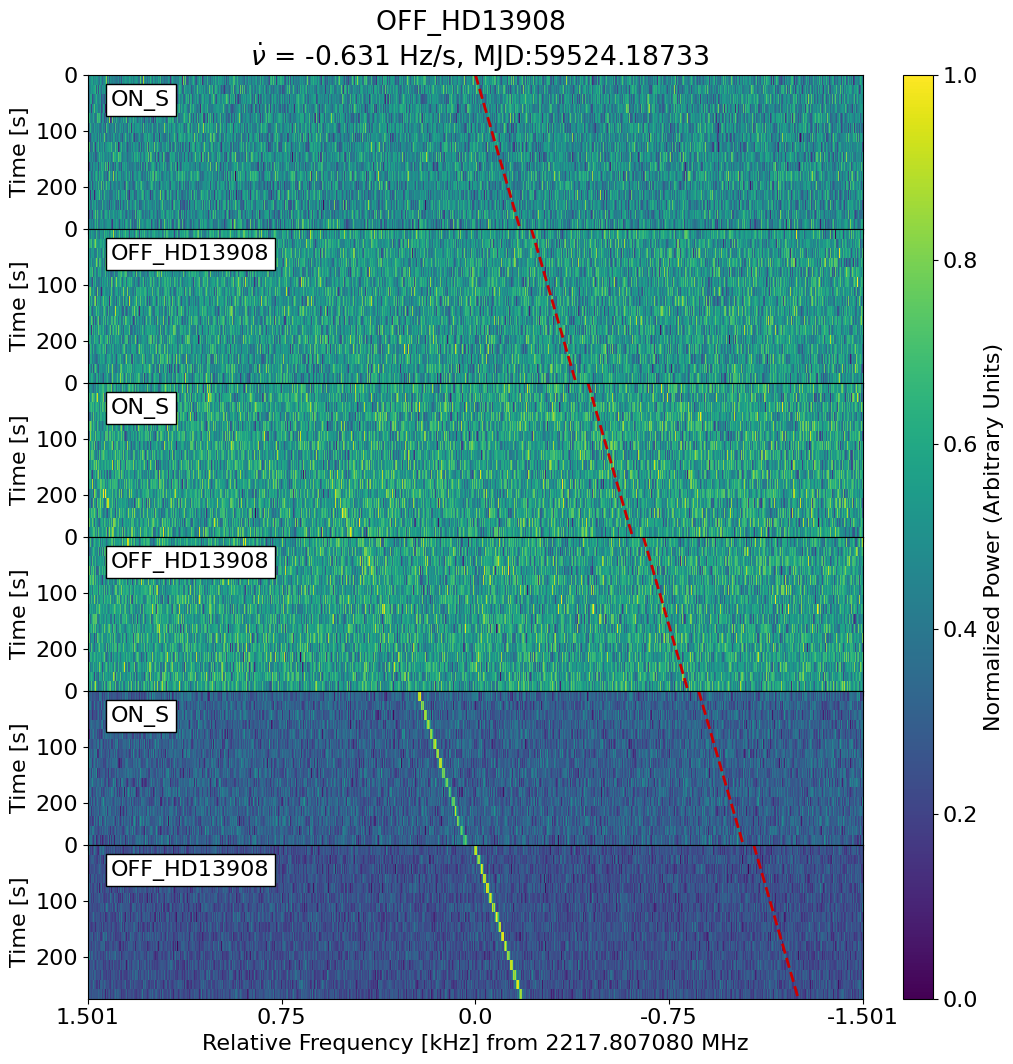 OFF_HD13908
ν̇ = -0.631 Hz/s, MJD:59524.18733
0
ON_S
100
200
Time [s]
0
OFF_HD13908
100
200
Time [s]
0
ON_S
100
200
Time [s]
0
OFF_HD13908
100
200
Time [s]
0
ON_S
100
200
Time [s]
0
OFF_HD13908
100
200
Time [s]
1.501 0.75 0.0 -0.75 -1.501
Relative Frequency [kHz] from 2217.807080 MHz
1.0
0.8
0.6
0.4
0.2
0.0
Normalized Power (Arbitrary Units)